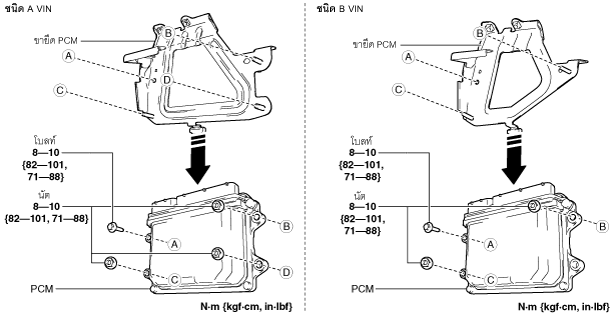 ชนิด A VIN
ขายึด PCM
B
A
D
C
โบลท์
8—10
{82—101,
71—88}
นัต
8—10
{82—101, 71—88}
B
A
C
D
PCM
N·m {kgf·cm, in·lbf}
ชนิด B VIN
ขายึด PCM
B
A
C
โบลท์
8—10
{82—101,
71—88}
นัต
8—10
{82—101,
71—88}
B
A
C
PCM
N·m {kgf·cm, in·lbf}